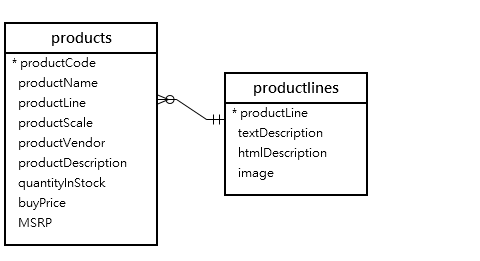 products
* productCode
productName
productLine
productScale
productVendor
productDescription
quantityInStock
buyPrice
MSRP
productlines
* productLine
textDescription
htmlDescription
image